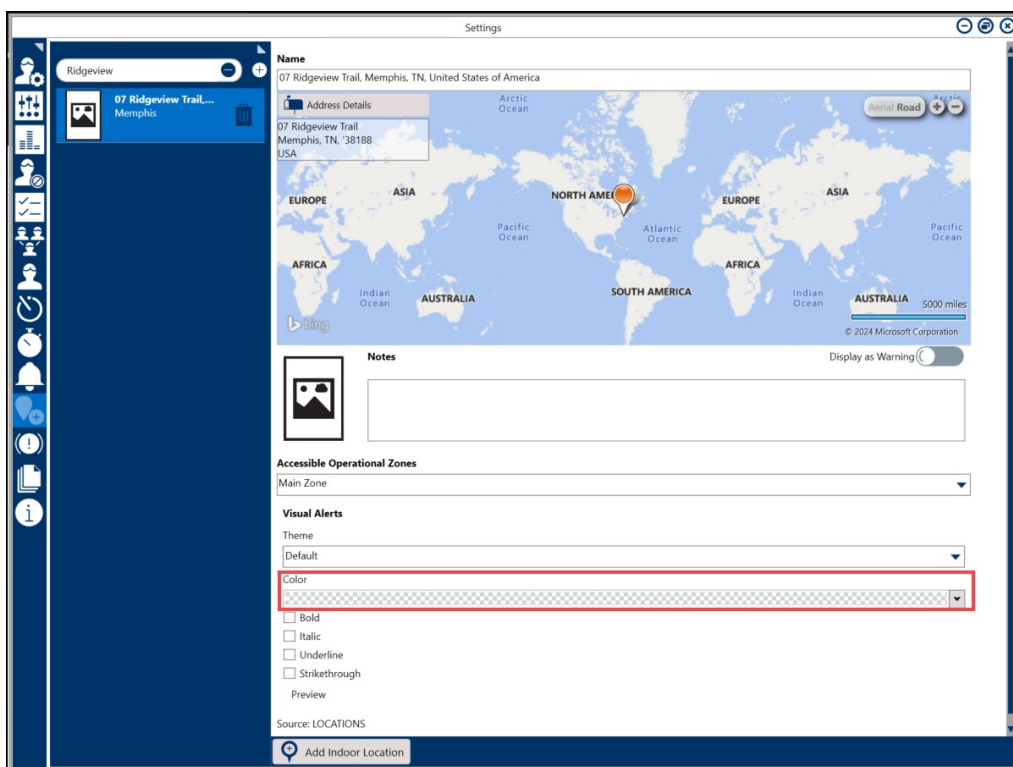 Settings
Ridgeview
07 Ridgeview Trail,...
Memphis
Name
07 Ridgeview Trail, Memphis, TN, United States of America
Address Details
07 Ridgeview Trail
Memphis, TN, '38188
USA
Arctic
Ocean
Arctic
Aerial Road
EUROPE
ASIA
NORTH AMEI
EUROPE
ASIA
Pacific
Ocean
Atlantic
Ocean
Pacific
Ocean
AFRICA
AFRICA
Indian
Ocean
AUSTRALIA
SOUTH AMERICA
Indian
Ocean
AUSTRALIA
5000 miles
bing
© 2024 Microsoft Corporation
Notes
Display as Warning
Accessible Operational Zones
Main Zone
Visual Alerts
Theme
Default
Color
Bold
Italic
Underline
Strikethrough
Preview
Source: LOCATIONS
Add Indoor Location